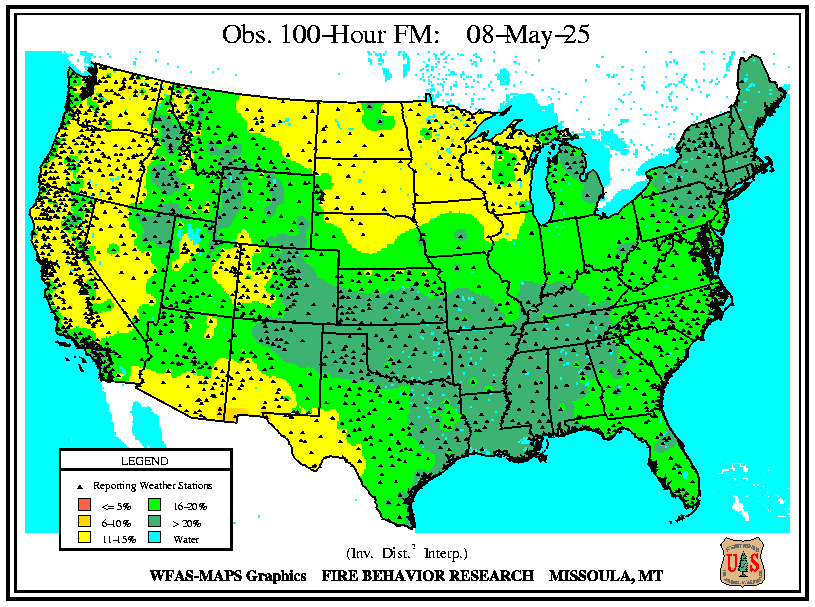 Obs. 100-Hour FM: 08-May-25
LEGEND
Reporting Weather Stations
<= 5% 16-20%
6-10% > 20%
11-15% Water
(Inv. Dist.² Interp.)
WFAS-MAPS Graphics FIRE BEHAVIOR RESEARCH MISSOULA, MT
U S